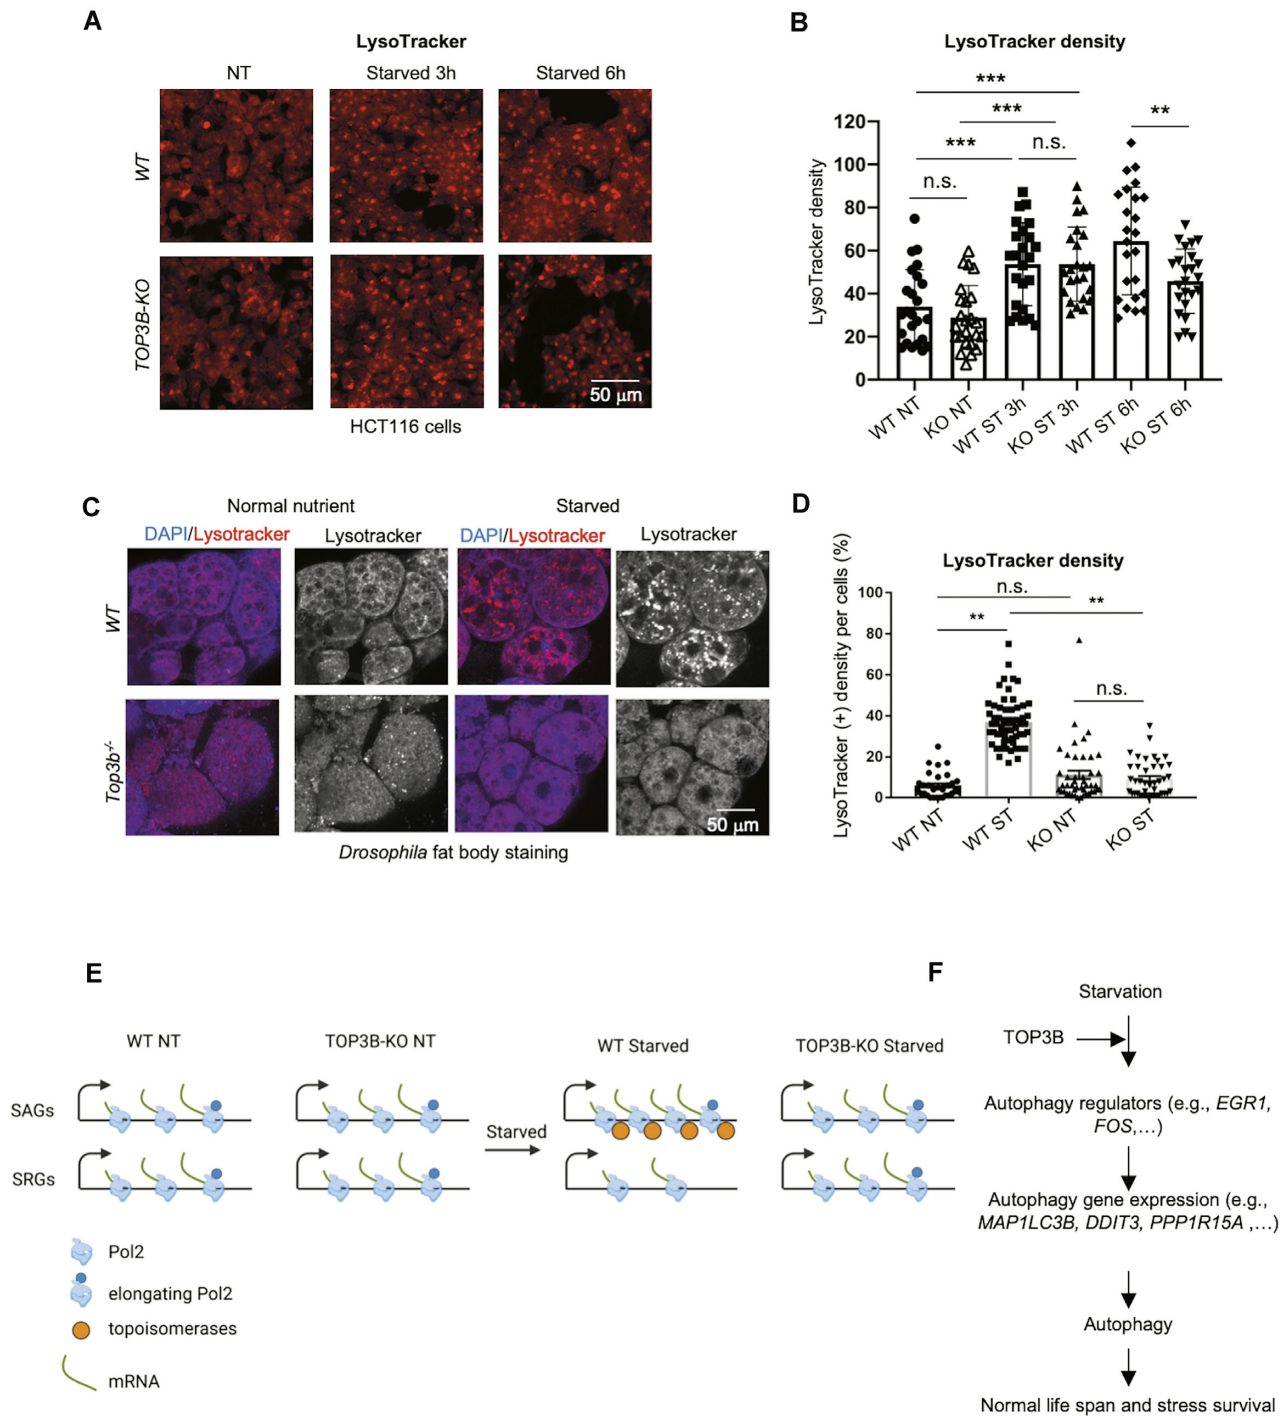 A
LysoTracker
NT
Starved 3h
Starved 6h
WT
TOP3B-KO
50 μm
HCT116 cells
B
LysoTracker density
***
***
**
***
n.s.
n.s.
LysoTracker density
120
100
80
60
40
20
0
WT NT
KO NT
WT ST 3h
KO ST 3h
WT ST 6h
KO ST 6h
C
Normal nutrient
Starved
DAPI/Lysotracker
Lysotracker
DAPI/Lysotracker
Lysotracker
WT
Top3b-/-
50 μm
Drosophila fat body staining
D
LysoTracker density
n.s.
**
**
n.s.
LysoTracker (+) density per cells (%)
100
80
60
40
20
0
WT NT
WT ST
KO NT
KO ST
E
WT NT
TOP3B-KO NT
WT Starved
TOP3B-KO Starved
SAGs
Starved
SRGs
Pol2
elongating Pol2
topoisomerases
mRNA
F
Starvation
TOP3B
Autophagy regulators (e.g., EGR1,
FOS,…)
Autophagy gene expression (e.g.,
MAP1LC3B, DDIT3, PPP1R15A ,…)
Autophagy
Normal life span and stress survival